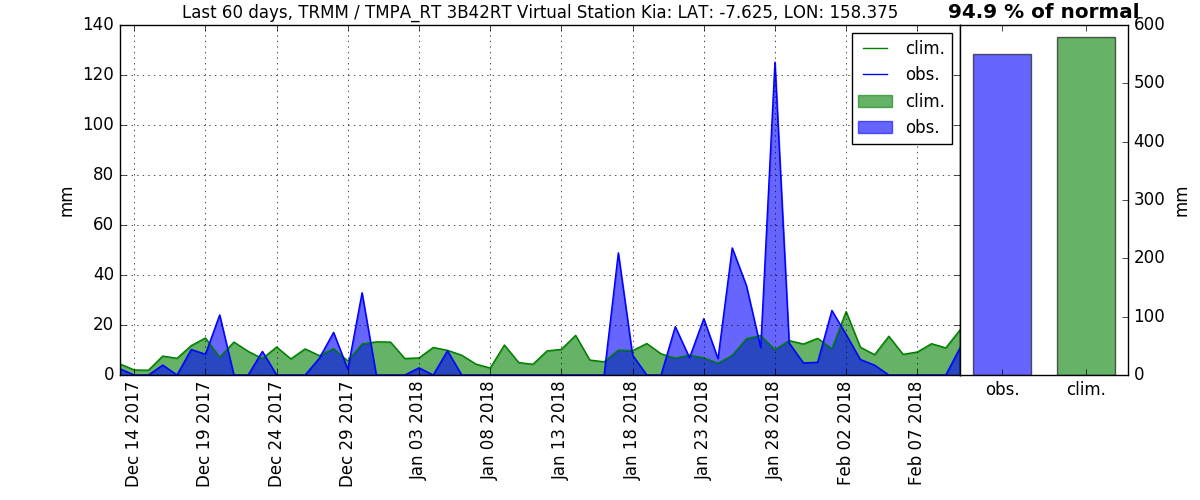 Last 60 days, TRMM / TMPA_RT 3B42RT Virtual Station Kia: LAT: -7.625, LON: 158.375
94.9 % of normal
140
120
100
80
60
40
20
0
mm
clim.
obs.
clim.
obs.
Dec 14 2017
Dec 19 2017
Dec 24 2017
Dec 29 2017
Jan 03 2018
Jan 08 2018
Jan 13 2018
Jan 18 2018
Jan 23 2018
Jan 28 2018
Feb 02 2018
Feb 07 2018
600
500
400
300
200
100
0
mm
obs.
clim.